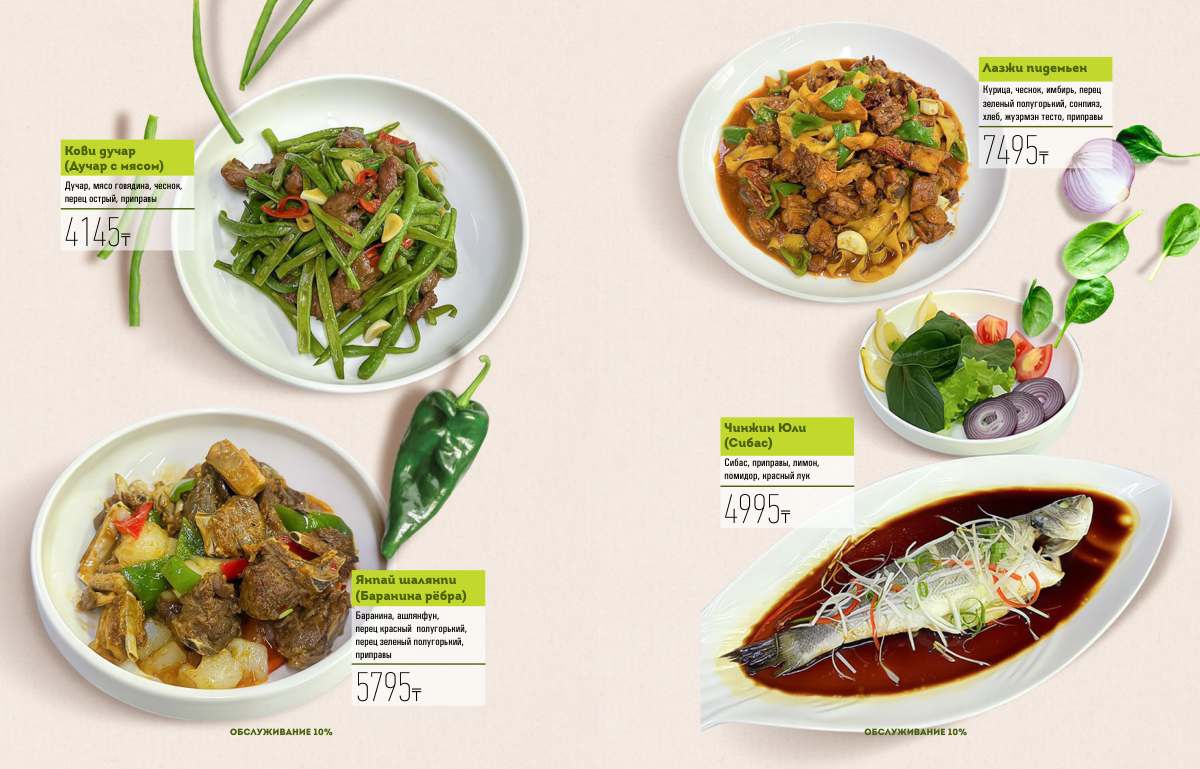 Кови дучар
(Дучар с мясом)
Дучар, мясо говядина, чеснок,
перец острый, приправы
4145₸
Янпай шалянпи
(Баранина рёбра)
Баранина, ашлянфун,
перец красный полугорький,
перец зеленый полугорький,
приправы
5795₸
ОБСЛУЖИВАНИЕ 10%
Лазжи пидемьен
Курица, чеснок, имбирь, перец
зеленый полугорький, сонпияз,
хлеб, жуэрмэн тесто, приправы
7495₸
Чинжин Юли
(Сибас)
Сибас, приправы, лимон,
помидор, красный лук
4995₸
ОБСЛУЖИВАНИЕ 10%